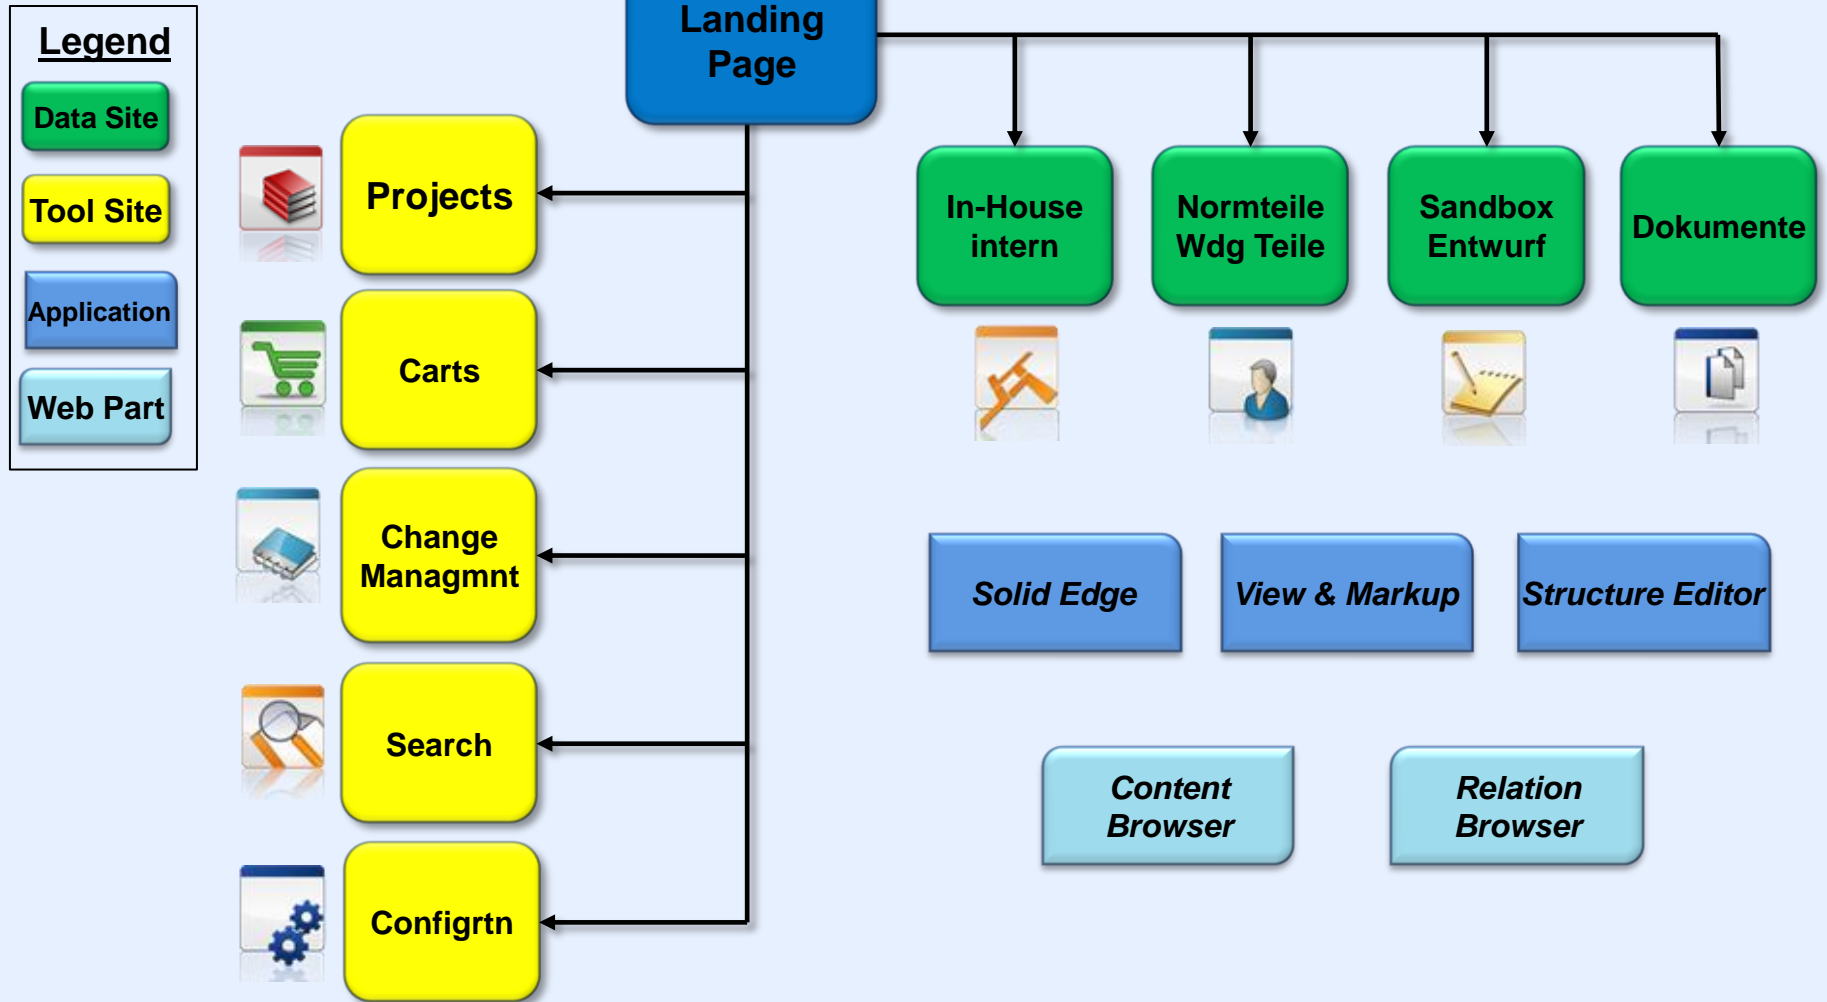 Legend
Data Site
Tool Site
Application
Web Part
Landing
Page
Projects
Carts
Change
Managmnt
Search
Configrtn
In-House
intern
Normteile
Wdg Teile
Sandbox
Entwurf
Dokumente
Solid Edge
View & Markup
Structure Editor
Content
Browser
Relation
Browser